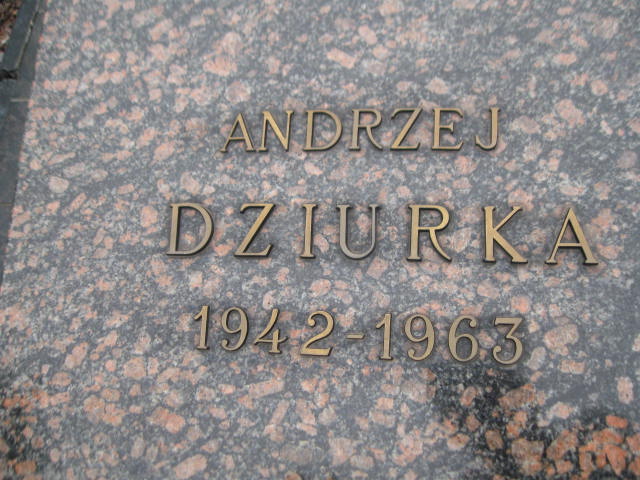 ANDRZEJ
DZIURKA
1942-1963